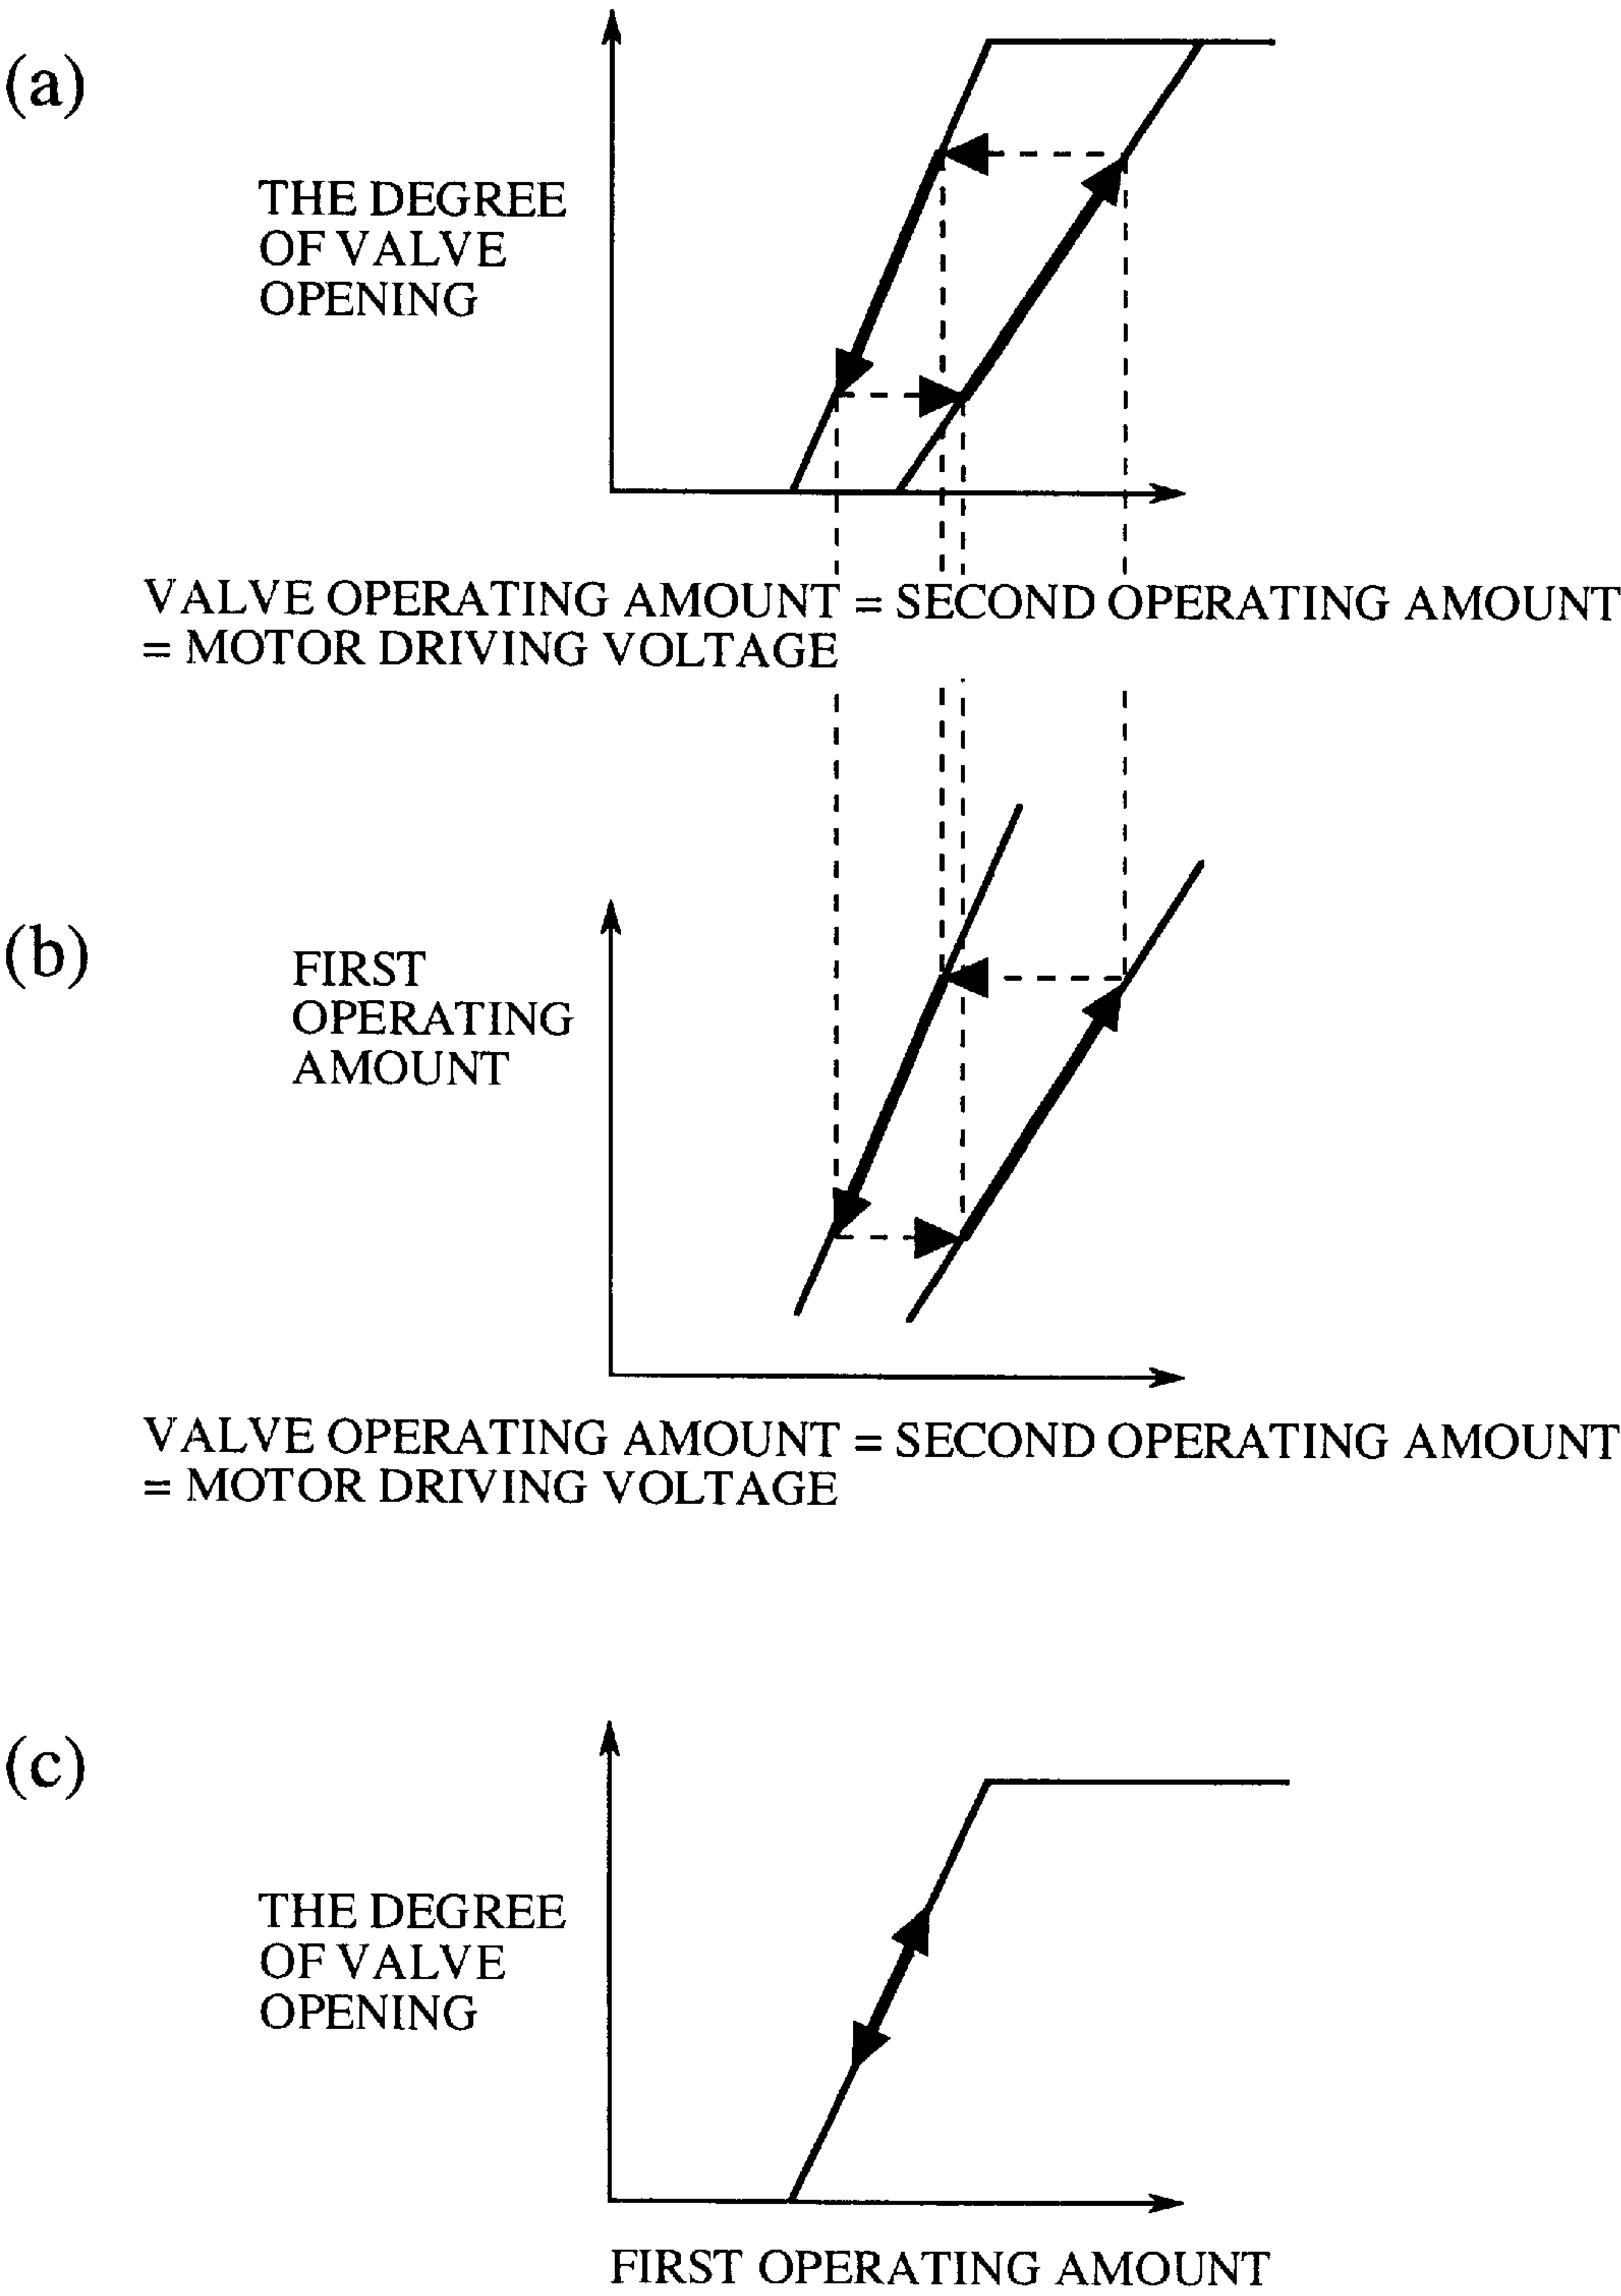 (a)
THE DEGREE
OF VALVE
OPENING
VALVE OPERATING AMOUNT = SECOND OPERATING AMOUNT
= MOTOR DRIVING VOLTAGE
(b)
FIRST
OPERATING
AMOUNT
VALVE OPERATING AMOUNT = SECOND OPERATING AMOUNT
= MOTOR DRIVING VOLTAGE
(c)
THE DEGREE
OF VALVE
OPENING
FIRST OPERATING AMOUNT